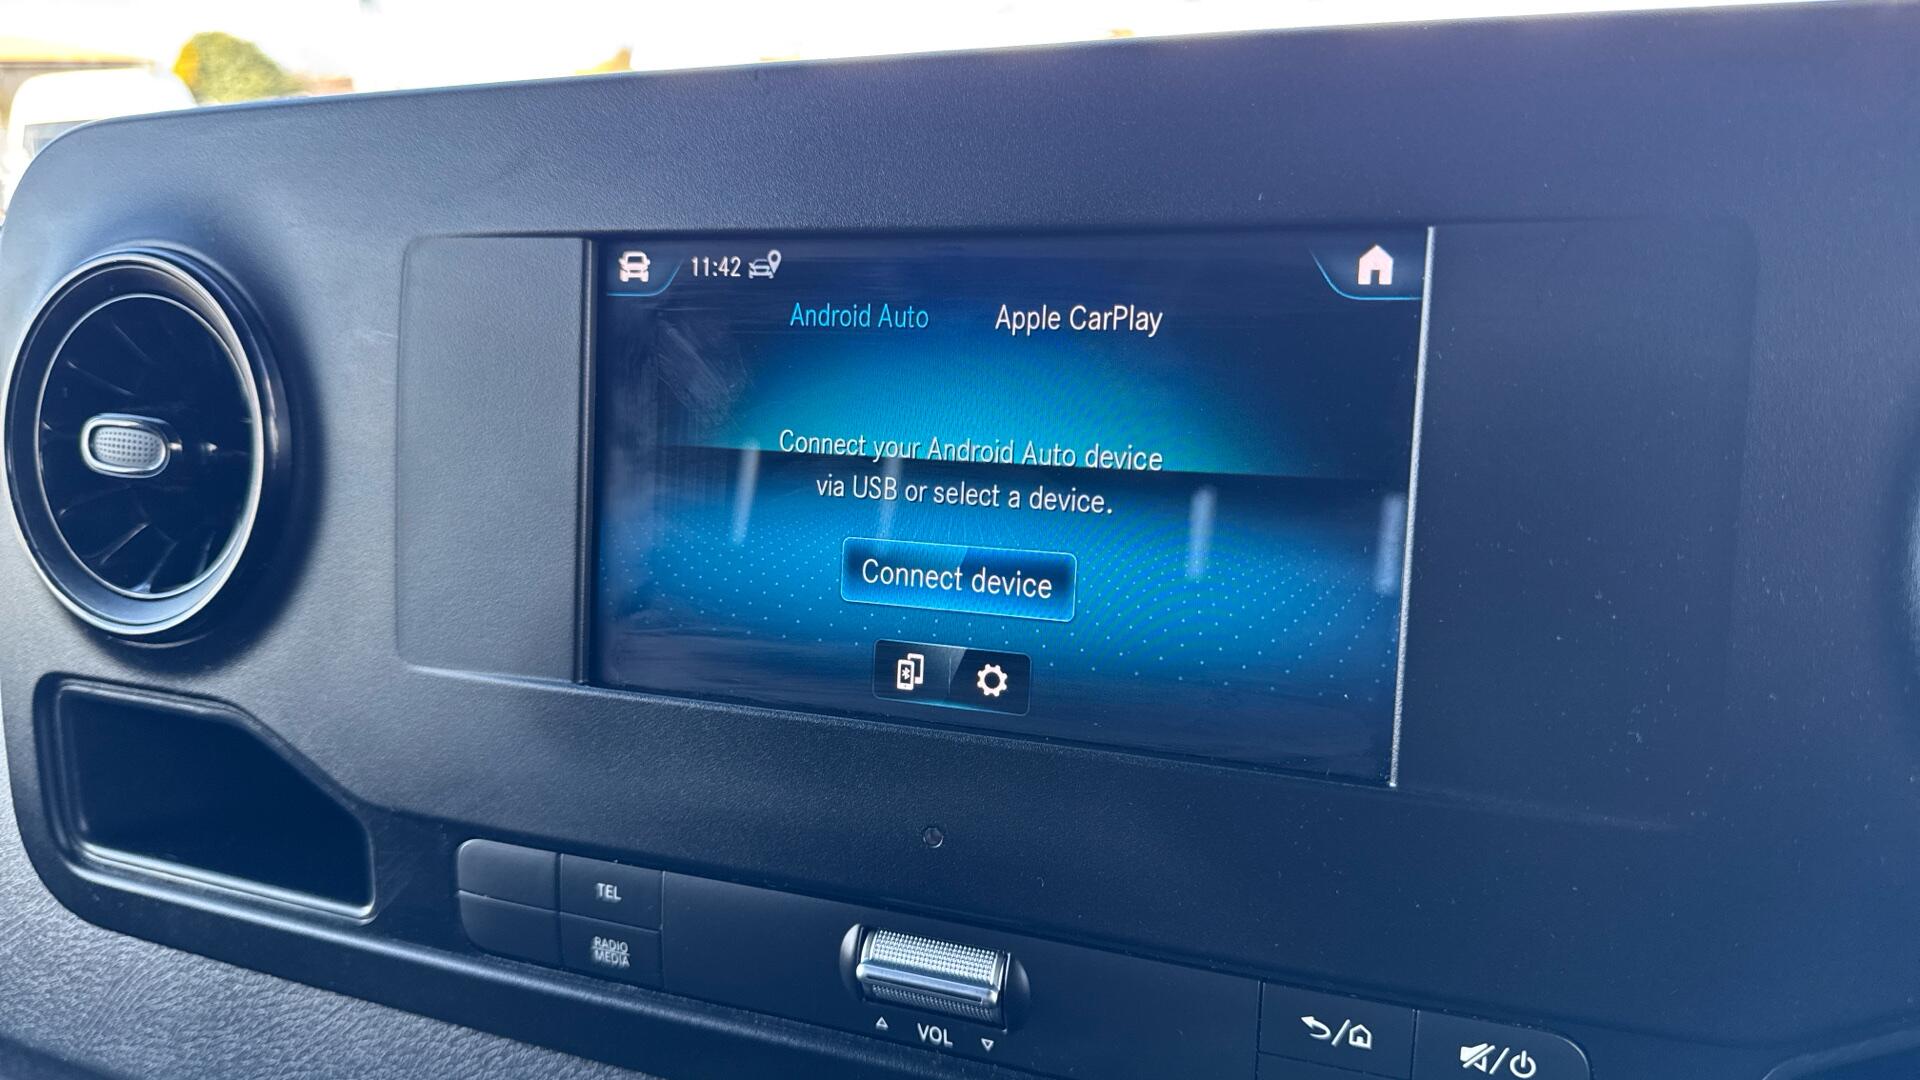 11:42
Android Auto Apple CarPlay
Connect your Android Auto device
via USB or select a device.
Connect device
TEL
RADIO
MEDIA
VOL